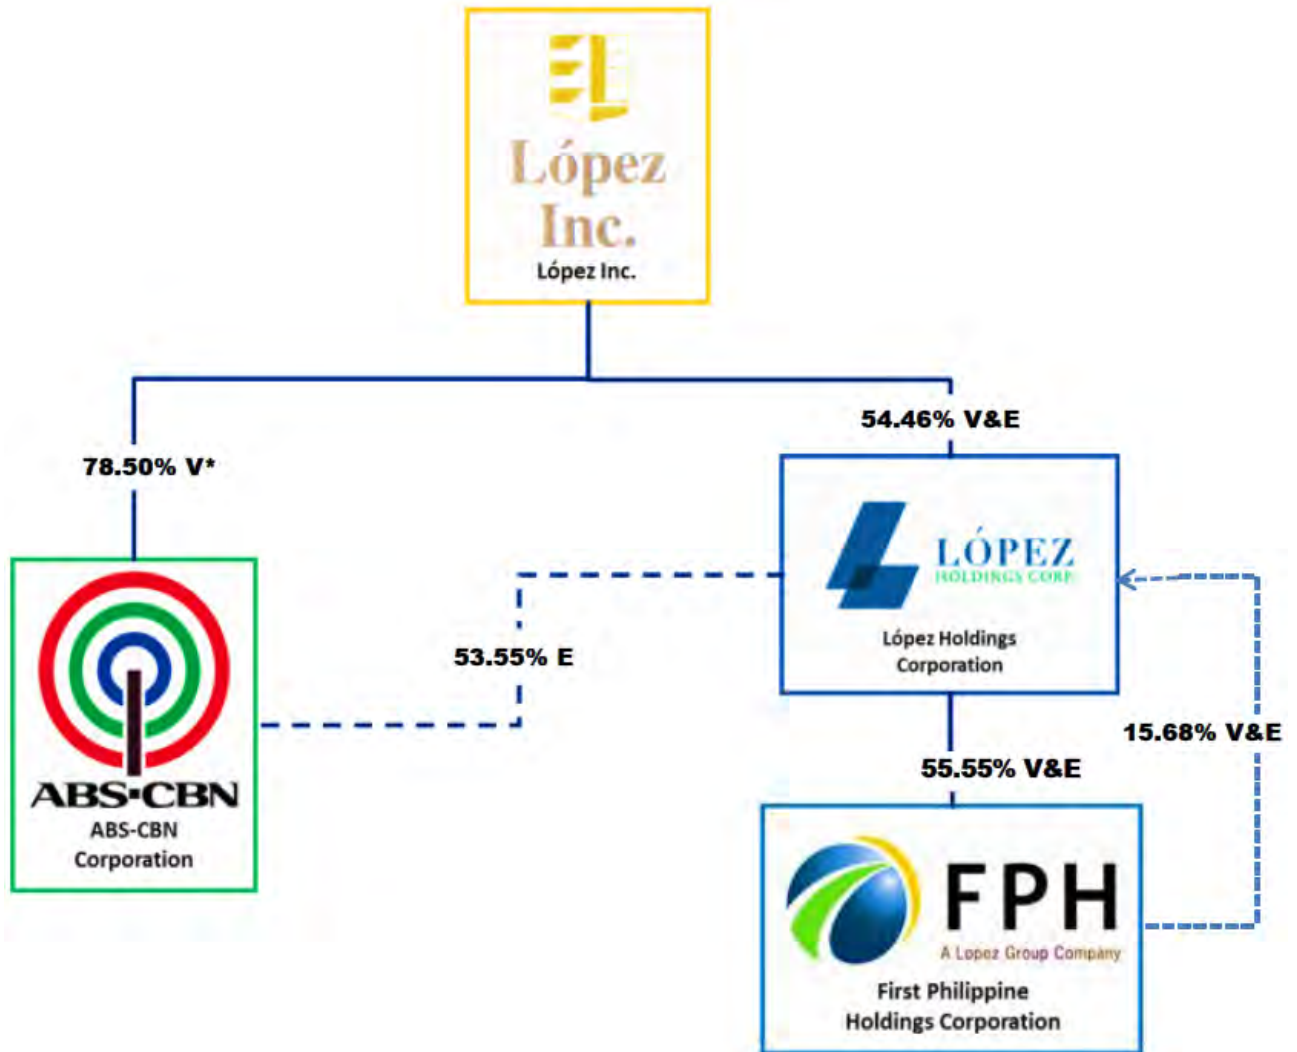 López
Inc.
López Inc.
54.46% V&E
78.50% V*
LÓPEZ
HOLDINGS CORP.
López Holdings
Corporation
53.55% E
15.68% V&E
55.55% V&E
ABS-CBN
ABS-CBN
Corporation
FPH
A Lopez Group Company
First Philippine
Holdings Corporation